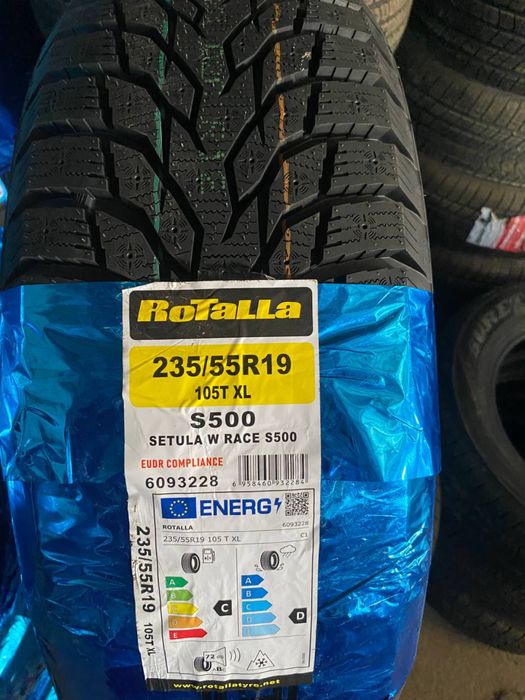 RoTaLLa
235/55R19
105T XL
S500
SETULA W RACE S500
EUDR COMPLIANCE
6093228
6 958460 932284
ENERG
ROTALLA
6093228
235/55R19 105 T XL
C1
A
B
C
D
E
C
A
B
C
D
E
D
72 dB
B
235/55R19 105T XL
www.rotallatyre.net